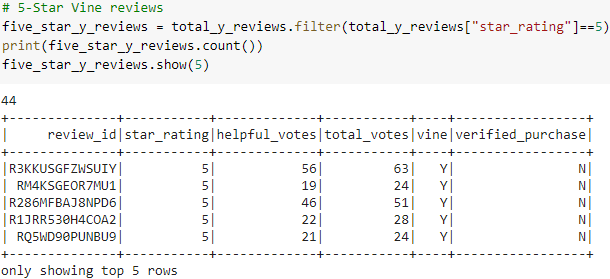 # 5-Star Vine reviews
five_star_y_reviews = total_y_reviews.filter(total_y_reviews["star_rating"]==5)
print(five_star_y_reviews.count())
five_star_y_reviews.show(5)
44
+--------------+-----------+-------------+-----------+----+-----------------+
|     review_id|star_rating|helpful_votes|total_votes|vine|verified_purchase|
+--------------+-----------+-------------+-----------+----+-----------------+
|R3KKUSGFZWSUIY|          5|           56|         63|   Y|                N|
| RM4KSGEOR7MU1|          5|           19|         24|   Y|                N|
|R286MFBAJ8NPD6|          5|           46|         51|   Y|                N|
|R1JRR530H4COA2|          5|           22|         28|   Y|                N|
| RQ5WD90PUNBU9|          5|           21|         24|   Y|                N|
+--------------+-----------+-------------+-----------+----+-----------------+
only showing top 5 rows